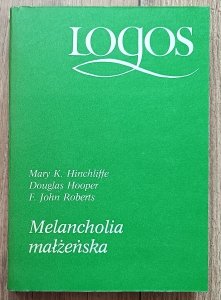 LOGOS
Mary K. Hinchliffe
Douglas Hooper
F. John Roberts
Melancholia
małżeńska